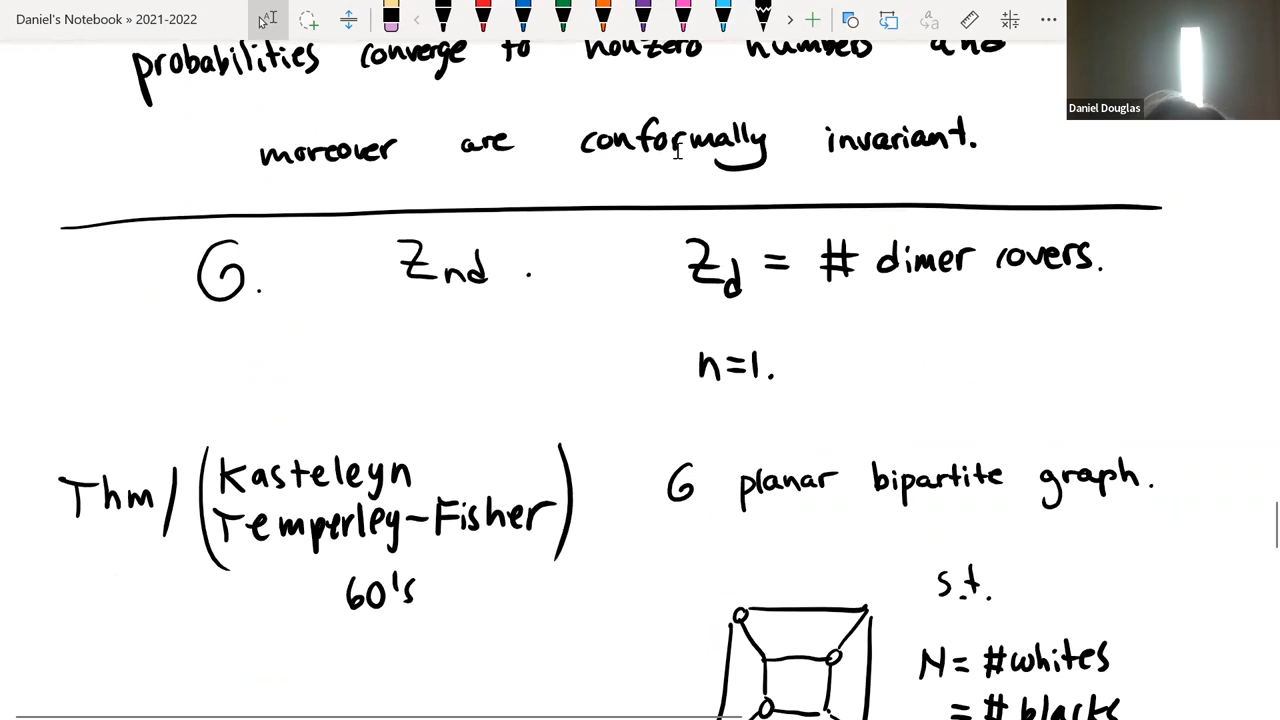 Daniel's Notebook » 2021-2022
Daniel Douglas
probabilities converge to nonzero numbers and
moreover are conformally invariant.
G. Z_nd . Z_d = # dimer covers.
n=1.
Thm/ (Kasteleyn
Temperley-Fisher)
60's
G planar bipartite graph.
s.t.
N = #whites
= # blacks